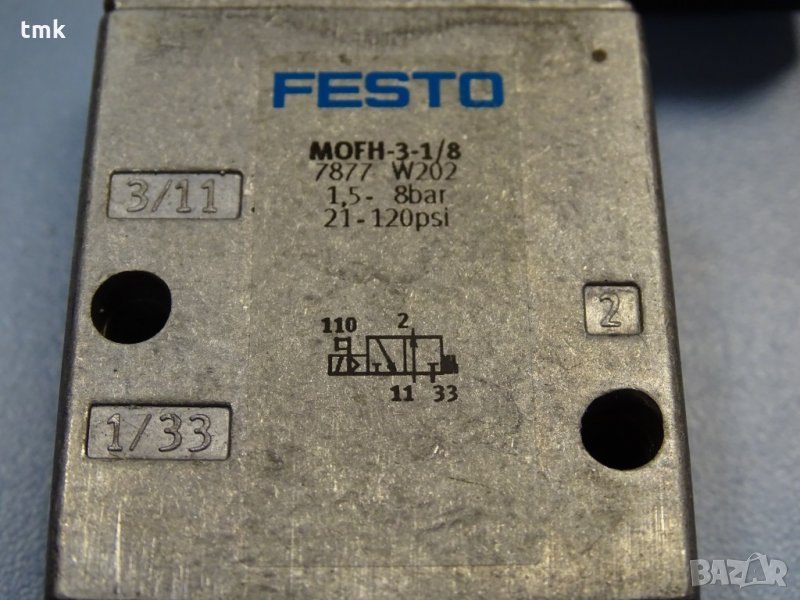 tmk
FESTO
MOFH-3-1/8
7877 W202
1,5- 8bar
21-120psi
3/11
2
110 2
11 33
1/33
BAZAR